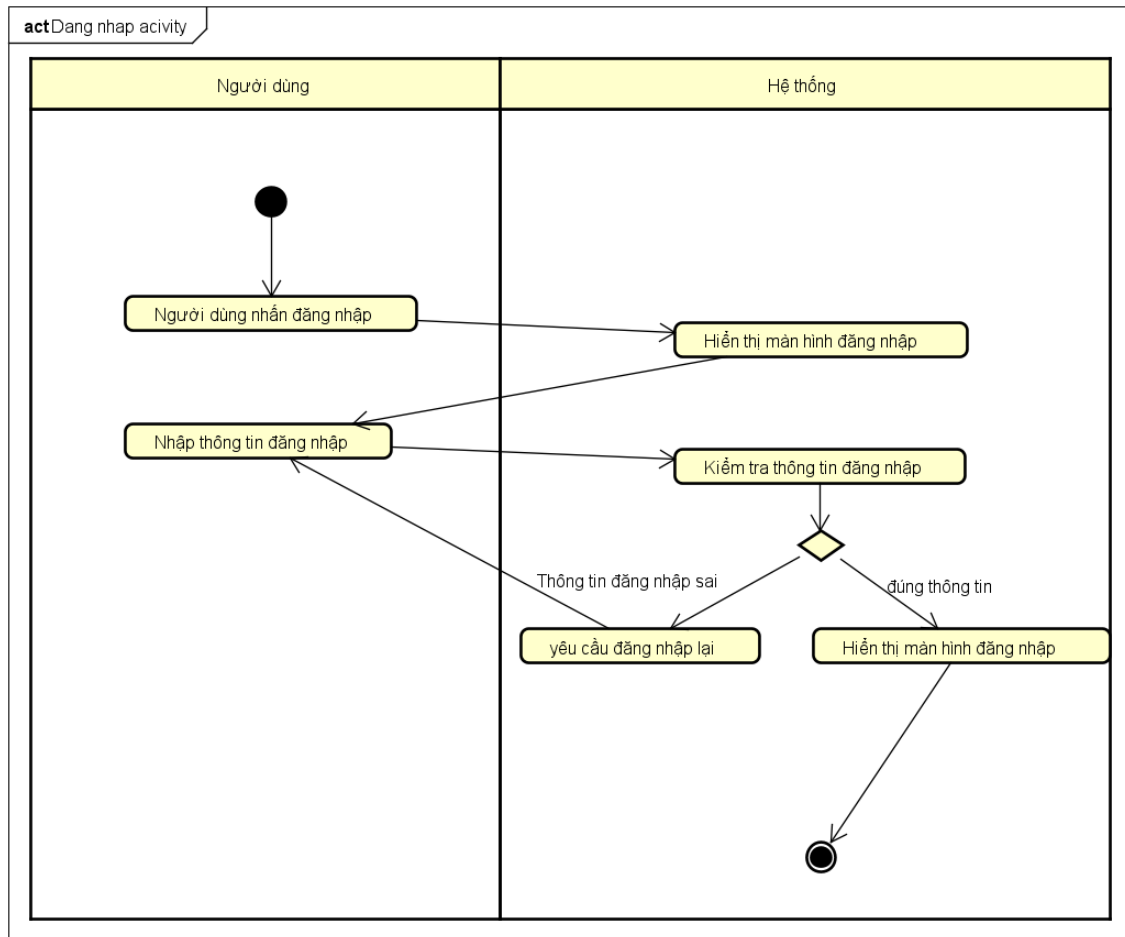 act Dang nhap acivity
Người dùng
Hệ thống
Người dùng nhấn đăng nhập
Hiển thị màn hình đăng nhập
Nhập thông tin đăng nhập
Kiểm tra thông tin đăng nhập
Thông tin đăng nhập sai
đúng thông tin
yêu cầu đăng nhập lại
Hiển thị màn hình đăng nhập